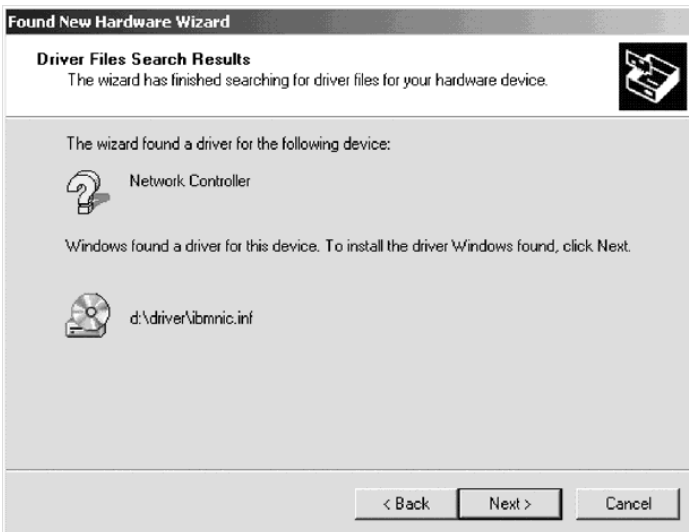 Found New Hardware Wizard
Driver Files Search Results
The wizard has finished searching for driver files for your hardware device.
The wizard found a driver for the following device:
Network Controller
Windows found a driver for this device. To install the driver Windows found, click Next.
d:\driver\ibmnic.inf
< Back
Next >
Cancel